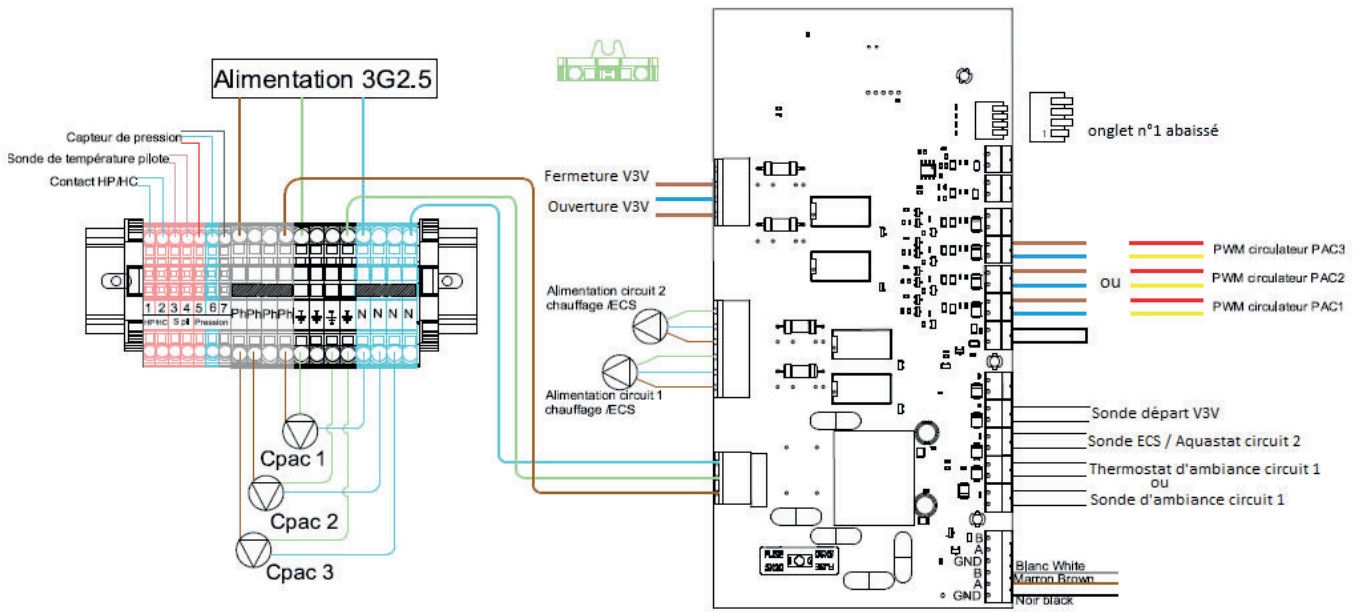 Alimentation 3G2.5
Capteur de pression
Sonde de température pilote
Contact HP/HC
1 2 3 4 5 6 7
HP/HC S pil Pression
Ph Ph Ph Ph
N N N N
Cpac 1
Cpac 2
Cpac 3
Fermeture V3V
Ouverture V3V
Alimentation circuit 2
chauffage /ECS
Alimentation circuit 1
chauffage /ECS
1
onglet n°1 abaissé
PWM circulateur PAC3
ou
PWM circulateur PAC2
PWM circulateur PAC1
Sonde départ V3V
Sonde ECS / Aquastat circuit 2
Thermostat d'ambiance circuit 1
ou
Sonde d'ambiance circuit 1
B
A
GND
B
A
GND
Blanc White
Marron Brown
Noir black